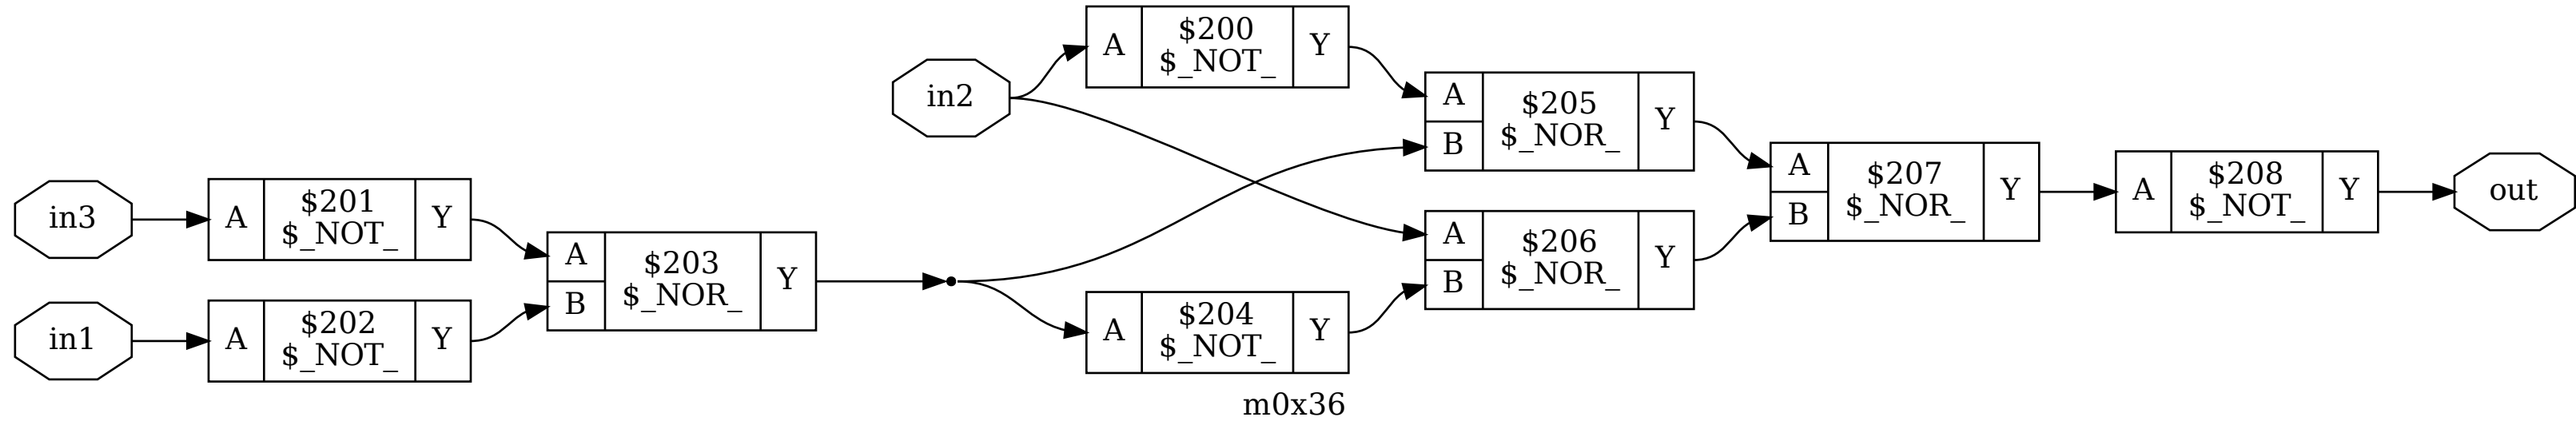 A
$200
$_NOT_
Y
in2
A
B
$205
$_NOR_
Y
in3
A
$201
$_NOT_
Y
A
B
$203
$_NOR_
Y
A
B
$206
$_NOR_
Y
A
B
$207
$_NOR_
Y
A
$208
$_NOT_
Y
out
in1
A
$202
$_NOT_
Y
A
$204
$_NOT_
Y
m0x36